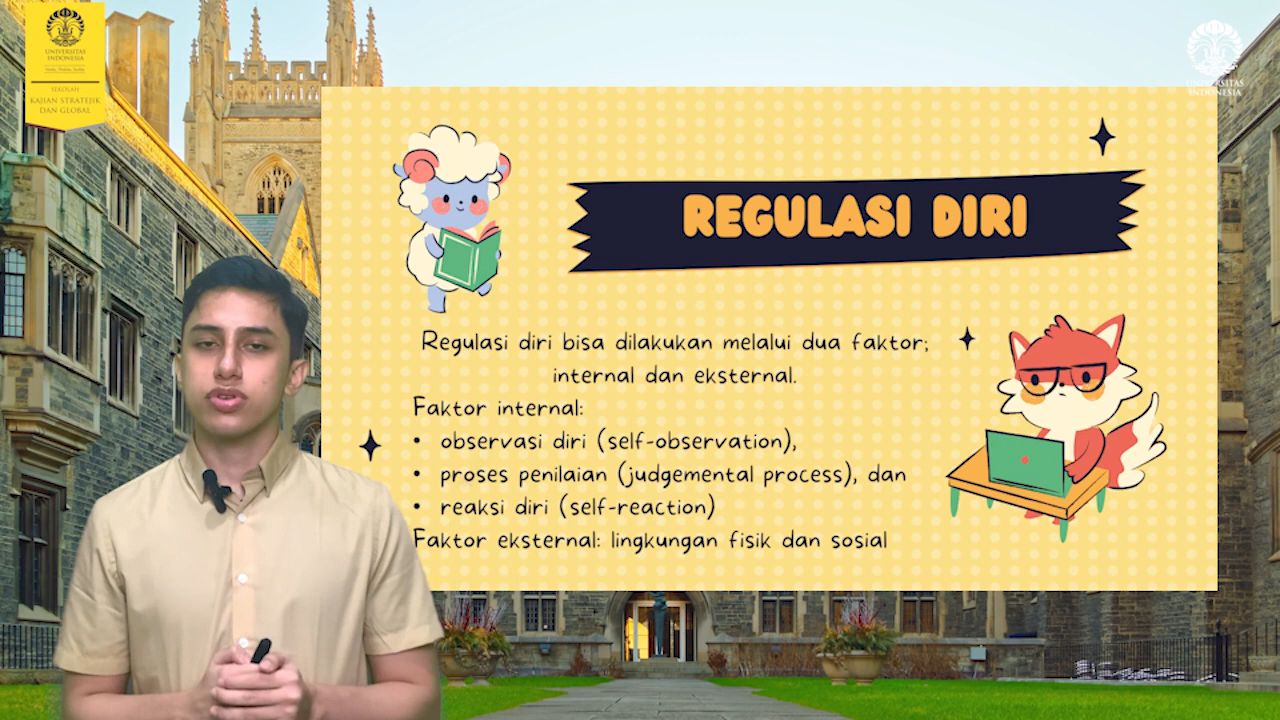 UNIVERSITAS
INDONESIA
SEKOLAH
KAJIAN STRATEJIK
DAN GLOBAL
UNIVERSITAS
INDONESIA
REGULASI DIRI
Regulasi diri bisa dilakukan melalui dua faktor;
internal dan eksternal.
Faktor internal:
• observasi diri (self-observation),
• proses penilaian (judgemental process), dan
• reaksi diri (self-reaction)
Faktor eksternal: lingkungan fisik dan sosial